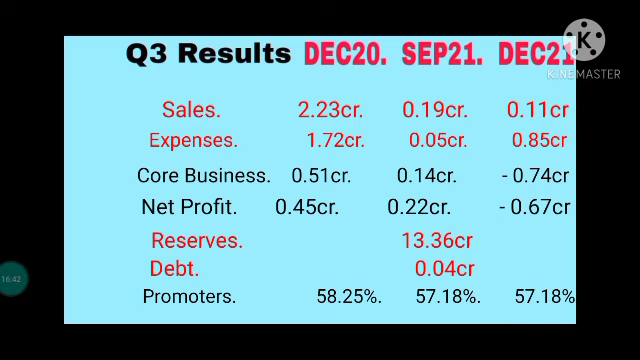 Q3 Results DEC20. SEP21. DEC21
KINEMASTER
Sales. 2.23cr. 0.19cr. 0.11cr
Expenses. 1.72cr. 0.05cr. 0.85cr
Core Business. 0.51cr. 0.14cr. - 0.74cr
Net Profit. 0.45cr. 0.22cr. - 0.67cr
Reserves. 13.36cr
Debt. 0.04cr
16:42
Promoters. 58.25%. 57.18%. 57.18%